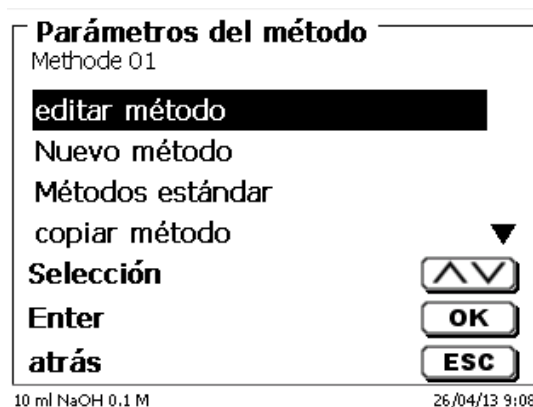 Parámetros del método
Methode 01
editar método
Nuevo método
Métodos estándar
copiar método
Selección
Enter OK
atrás ESC
10 ml NaOH 0.1 M 26/04/13 9:08